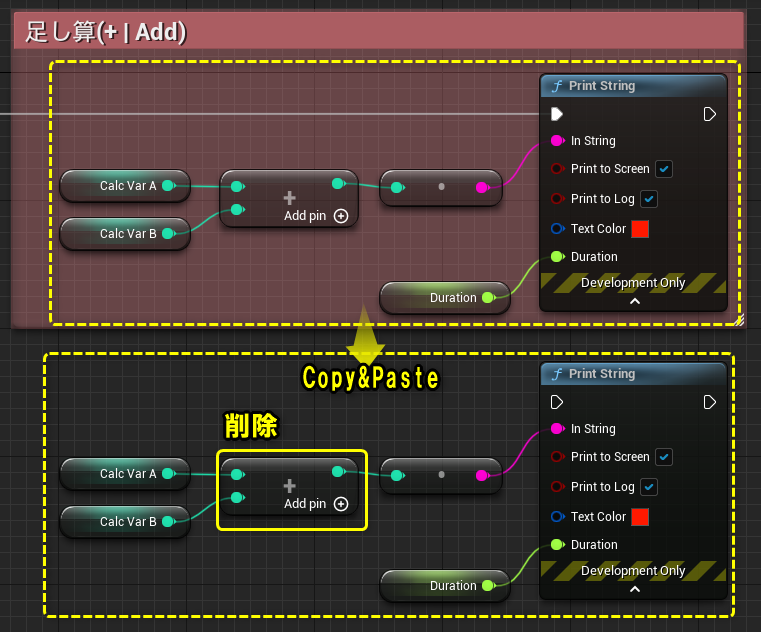 足し算(+ | Add)
f Print String
In String
Print to Screen
Calc Var A
Print to Log
+
Add pin
Calc Var B
Text Color
Duration
Development Only
Duration
Copy&Paste
f Print String
削除
In String
Print to Screen
Calc Var A
Print to Log
+
Add pin
Calc Var B
Text Color
Duration
Development Only
Duration